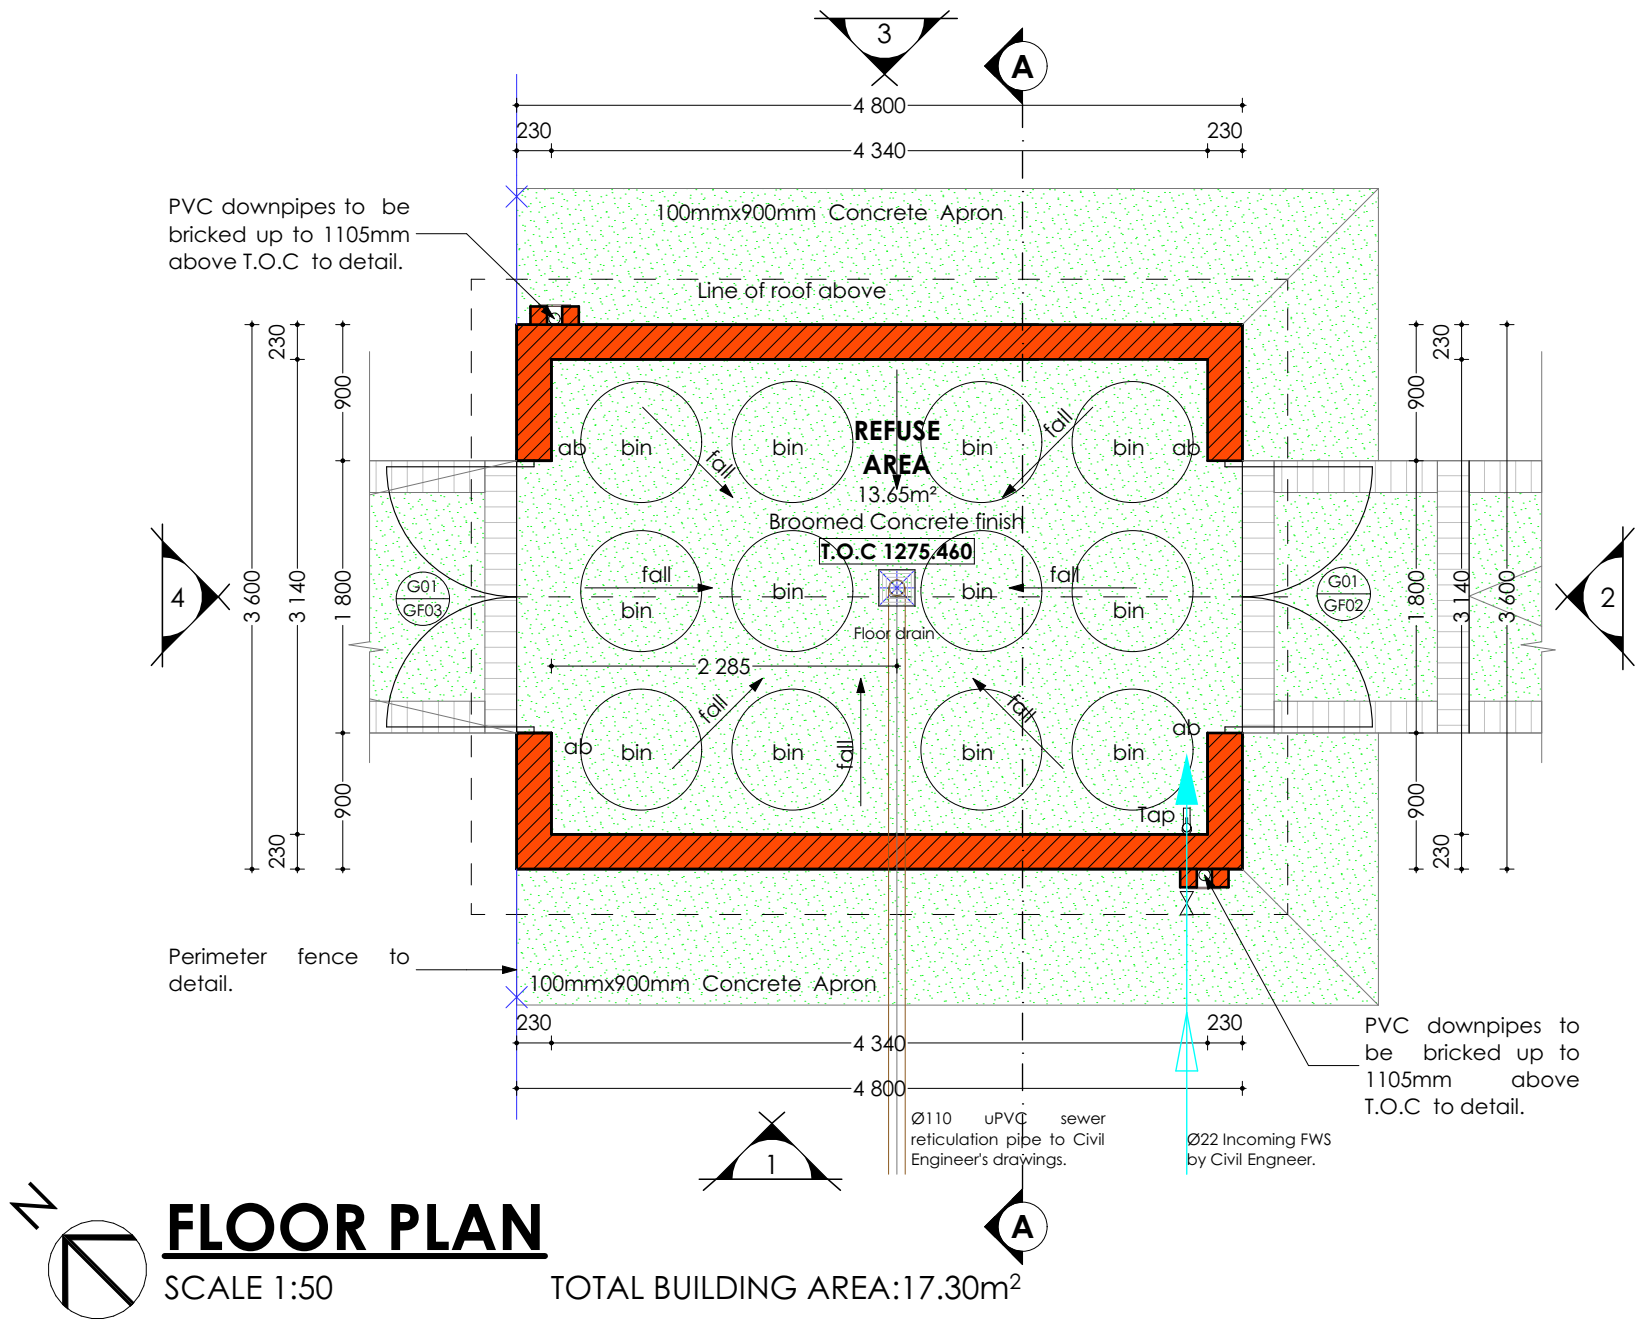 3
A
4 800
230
230
4 340
PVC downpipes to be
bricked up to 1105mm
above T.O.C to detail.
100mmx900mm Concrete Apron
Line of roof above
230
900
230
900
bin
bin
REFUSE
AREA
bin
bin
ab
ab
fall
fall
13.65m²
Broomed Concrete finish
T.O.C 1275.460
4
3 600
3 140
1 800
G01
GF03
fall
bin
bin
bin
fall
G01
GF02
1 800
3 140
3 600
2
Floor drain
2 285
fall
fall
fall
ab
bin
bin
bin
bin
ab
Tap
900
230
900
230
Perimeter fence to
detail.
100mmx900mm Concrete Apron
230
230
4 340
4 800
PVC downpipes to
be bricked up to
1105mm above
T.O.C to detail.
Ø110 uPVC sewer
reticulation pipe to Civil
Engineer's drawings.
Ø22 Incoming FWS
by Civil Engneer.
1
A
N
FLOOR PLAN
SCALE 1:50
TOTAL BUILDING AREA:17.30m²